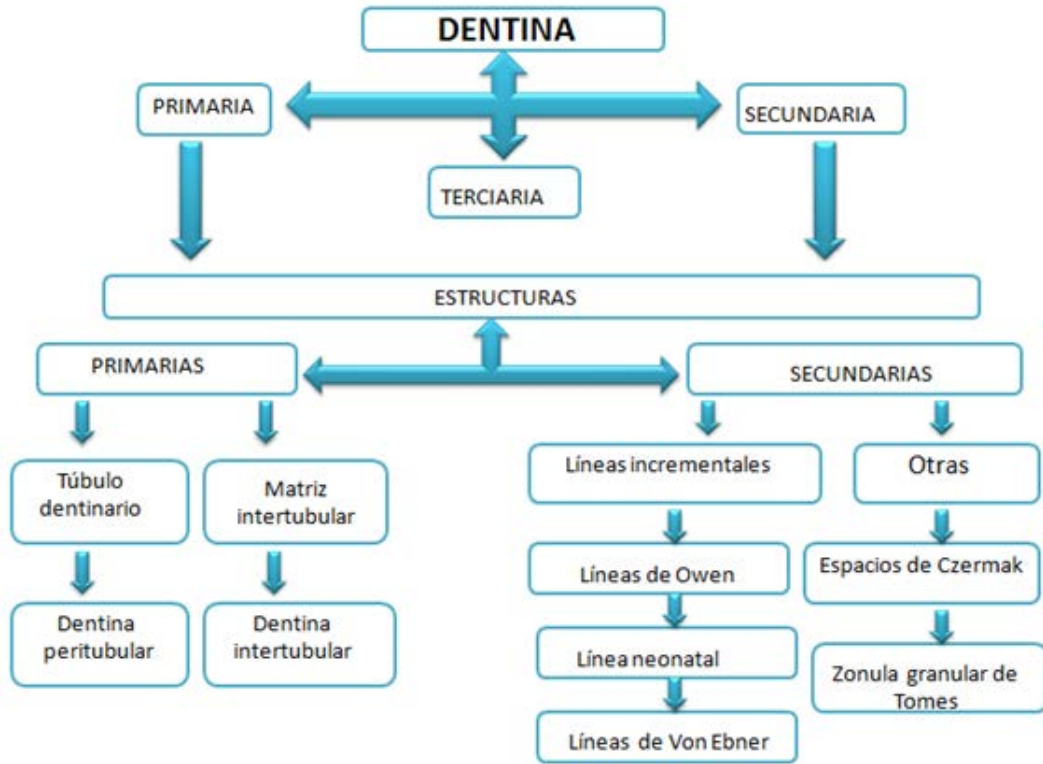 DENTINA
PRIMARIA
SECUNDARIA
TERCIARIA
ESTRUCTURAS
PRIMARIAS
SECUNDARIAS
Túbulo
dentinario
Matriz
intertubular
Líneas incrementales
Otras
Dentina
peritubular
Dentina
intertubular
Líneas de Owen
Espacios de Czermak
Línea neonatal
Zonula granular de
Tomes
Líneas de Von Ebner